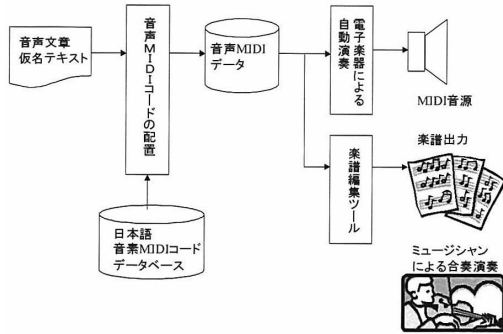 音声文章
仮名テキスト
音声MIDIコードの配置
音声MIDI
データ
電子楽器による
自動演奏
MIDI音源
楽譜出力
楽譜編集ツール
日本語
音素MIDIコード
データベース
ミュージシャン
による合奏演奏